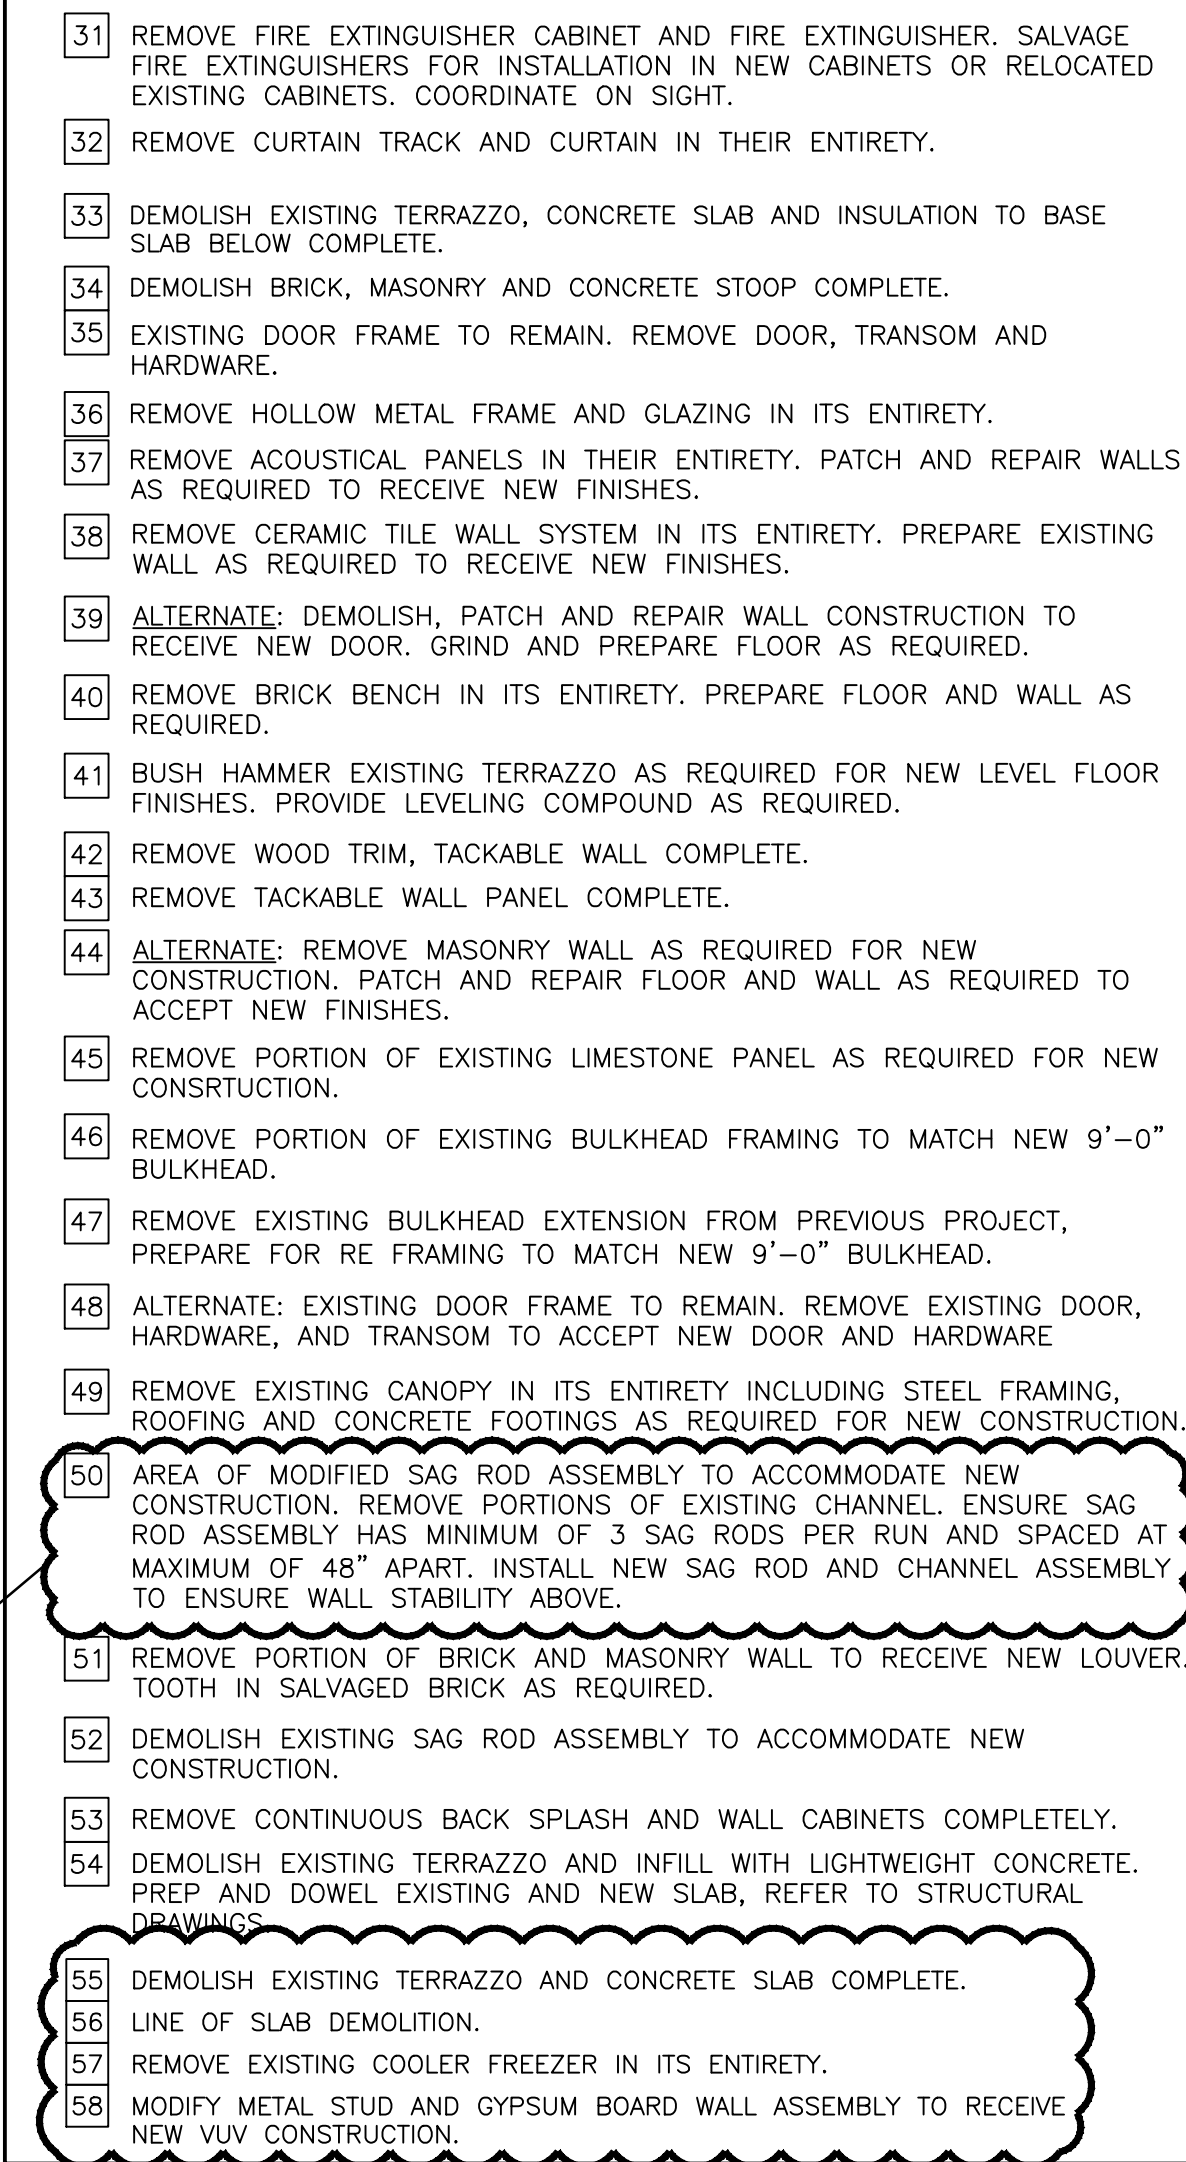 31 REMOVE FIRE EXTINGUISHER CABINET AND FIRE EXTINGUISHER. SALVAGE
FIRE EXTINGUISHERS FOR INSTALLATION IN NEW CABINETS OR RELOCATED
EXISTING CABINETS. COORDINATE ON SIGHT.
32 REMOVE CURTAIN TRACK AND CURTAIN IN THEIR ENTIRETY.
33 DEMOLISH EXISTING TERRAZZO, CONCRETE SLAB AND INSULATION TO BASE
SLAB BELOW COMPLETE.
34 DEMOLISH BRICK, MASONRY AND CONCRETE STOOP COMPLETE.
35 EXISTING DOOR FRAME TO REMAIN. REMOVE DOOR, TRANSOM AND
HARDWARE.
36 REMOVE HOLLOW METAL FRAME AND GLAZING IN ITS ENTIRETY.
37 REMOVE ACOUSTICAL PANELS IN THEIR ENTIRETY. PATCH AND REPAIR WALLS
AS REQUIRED TO RECEIVE NEW FINISHES.
38 REMOVE CERAMIC TILE WALL SYSTEM IN ITS ENTIRETY. PREPARE EXISTING
WALL AS REQUIRED TO RECEIVE NEW FINISHES.
39 ALTERNATE: DEMOLISH, PATCH AND REPAIR WALL CONSTRUCTION TO
RECEIVE NEW DOOR. GRIND AND PREPARE FLOOR AS REQUIRED.
40 REMOVE BRICK BENCH IN ITS ENTIRETY. PREPARE FLOOR AND WALL AS
REQUIRED.
41 BUSH HAMMER EXISTING TERRAZZO AS REQUIRED FOR NEW LEVEL FLOOR
FINISHES. PROVIDE LEVELING COMPOUND AS REQUIRED.
42 REMOVE WOOD TRIM, TACKABLE WALL COMPLETE.
43 REMOVE TACKABLE WALL PANEL COMPLETE.
44 ALTERNATE: REMOVE MASONRY WALL AS REQUIRED FOR NEW
CONSTRUCTION. PATCH AND REPAIR FLOOR AND WALL AS REQUIRED TO
ACCEPT NEW FINISHES.
45 REMOVE PORTION OF EXISTING LIMESTONE PANEL AS REQUIRED FOR NEW
CONSRTUCTION.
46 REMOVE PORTION OF EXISTING BULKHEAD FRAMING TO MATCH NEW 9'-0"
BULKHEAD.
47 REMOVE EXISTING BULKHEAD EXTENSION FROM PREVIOUS PROJECT,
PREPARE FOR RE FRAMING TO MATCH NEW 9'-0" BULKHEAD.
48 ALTERNATE: EXISTING DOOR FRAME TO REMAIN. REMOVE EXISTING DOOR,
HARDWARE, AND TRANSOM TO ACCEPT NEW DOOR AND HARDWARE
49 REMOVE EXISTING CANOPY IN ITS ENTIRETY INCLUDING STEEL FRAMING,
ROOFING AND CONCRETE FOOTINGS AS REQUIRED FOR NEW CONSTRUCTION.
50 AREA OF MODIFIED SAG ROD ASSEMBLY TO ACCOMMODATE NEW
CONSTRUCTION. REMOVE PORTIONS OF EXISTING CHANNEL. ENSURE SAG
ROD ASSEMBLY HAS MINIMUM OF 3 SAG RODS PER RUN AND SPACED AT
MAXIMUM OF 48" APART. INSTALL NEW SAG ROD AND CHANNEL ASSEMBLY
TO ENSURE WALL STABILITY ABOVE.
51 REMOVE PORTION OF BRICK AND MASONRY WALL TO RECEIVE NEW LOUVER.
TOOTH IN SALVAGED BRICK AS REQUIRED.
52 DEMOLISH EXISTING SAG ROD ASSEMBLY TO ACCOMMODATE NEW
CONSTRUCTION.
53 REMOVE CONTINUOUS BACK SPLASH AND WALL CABINETS COMPLETELY.
54 DEMOLISH EXISTING TERRAZZO AND INFILL WITH LIGHTWEIGHT CONCRETE.
PREP AND DOWEL EXISTING AND NEW SLAB, REFER TO STRUCTURAL
DRAWINGS
55 DEMOLISH EXISTING TERRAZZO AND CONCRETE SLAB COMPLETE.
56 LINE OF SLAB DEMOLITION.
57 REMOVE EXISTING COOLER FREEZER IN ITS ENTIRETY.
58 MODIFY METAL STUD AND GYPSUM BOARD WALL ASSEMBLY TO RECEIVE
NEW VUV CONSTRUCTION.